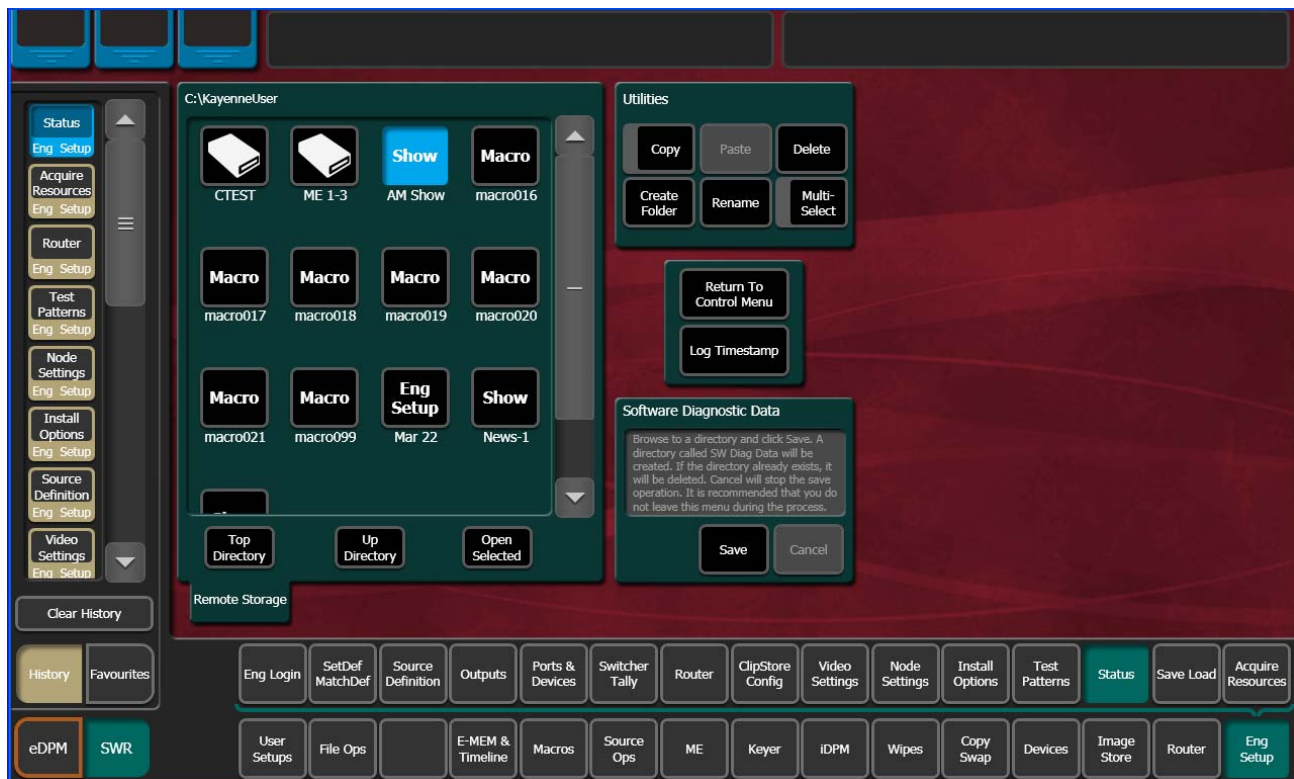 Status
Eng Setup
Acquire
Resources
Eng Setup
Router
Eng Setup
Test
Patterns
Eng Setup
Node
Settings
Eng Setup
Install
Options
Eng Setup
Source
Definition
Eng Setup
Video
Settings
Eng Setup
Clear History
History
Favourites
eDPM
SWR
C:\KayenneUser
CTEST
ME 1-3
Show
AM Show
Macro
macro016
Macro
macro017
Macro
macro018
Macro
macro019
Macro
macro020
Macro
macro021
Macro
macro099
Eng
Setup
Mar 22
Show
News-1
Top
Directory
Up
Directory
Open
Selected
Remote Storage
Utilities
Copy
Paste
Delete
Create
Folder
Rename
Multi-
Select
Return To
Control Menu
Log Timestamp
Software Diagnostic Data
Browse to a directory and click Save. A
directory called SW Diag Data will be
created. If the directory already exists, it
will be deleted. Cancel will stop the save
operation. It is recommended that you do
not leave this menu during the process.
Save
Cancel
Eng Login
SetDef
MatchDef
Source
Definition
Outputs
Ports &
Devices
Switcher
Tally
Router
ClipStore
Config
Video
Settings
Node
Settings
Install
Options
Test
Patterns
Status
Save Load
Acquire
Resources
User
Setups
File Ops
E-MEM &
Timeline
Macros
Source
Ops
ME
Keyer
iDPM
Wipes
Copy
Swap
Devices
Image
Store
Router
Eng
Setup